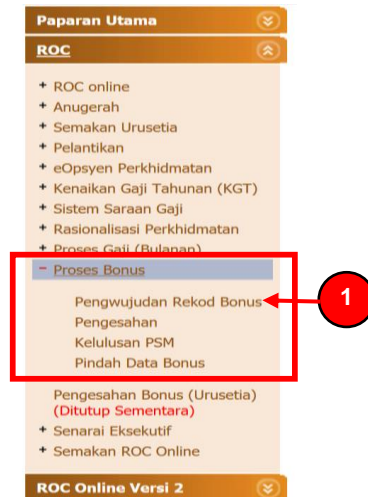 Paparan Utama
ROC
+ ROC online
+ Anugerah
+ Semakan Urusetia
+ Pelantikan
+ eOpsyen Perkhidmatan
+ Kenaikan Gaji Tahunan (KGT)
+ Sistem Saraan Gaji
+ Rasionalisasi Perkhidmatan
+ Proses Gaji (Bulanan)
- Proses Bonus
Pengwujudan Rekod Bonus
1
Pengesahan
Kelulusan PSM
Pindah Data Bonus
Pengesahan Bonus (Urusetia)
(Ditutup Sementara)
+ Senarai Eksekutif
+ Semakan ROC Online
ROC Online Versi 2